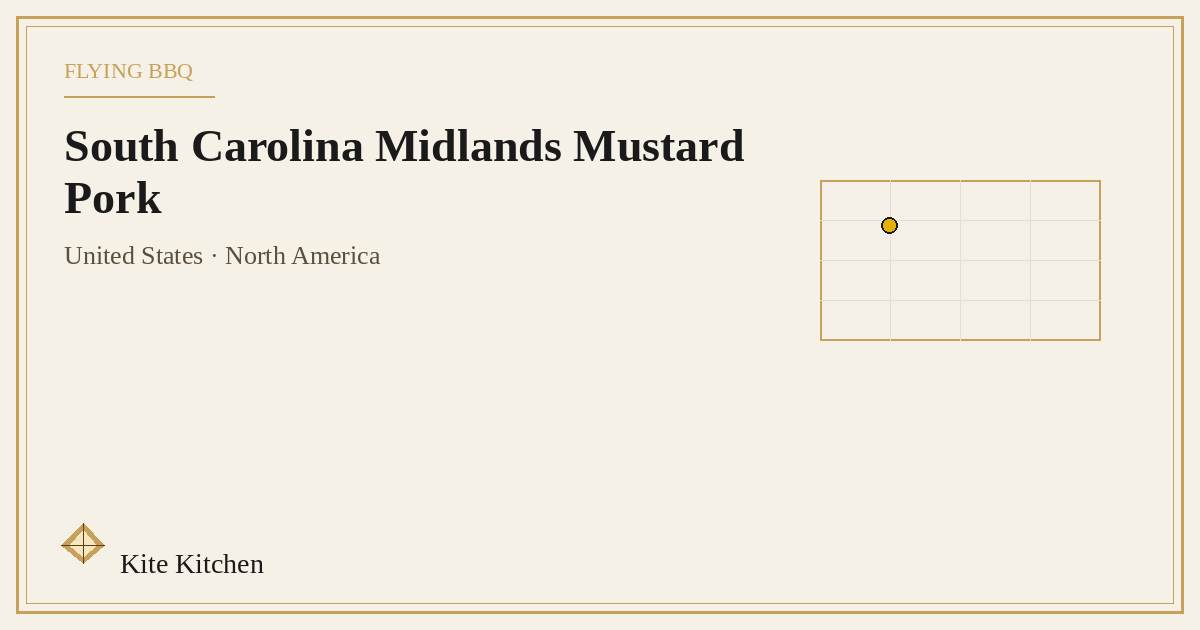 FLYING BBQ
South Carolina Midlands Mustard
Pork
United States · North America
Kite Kitchen